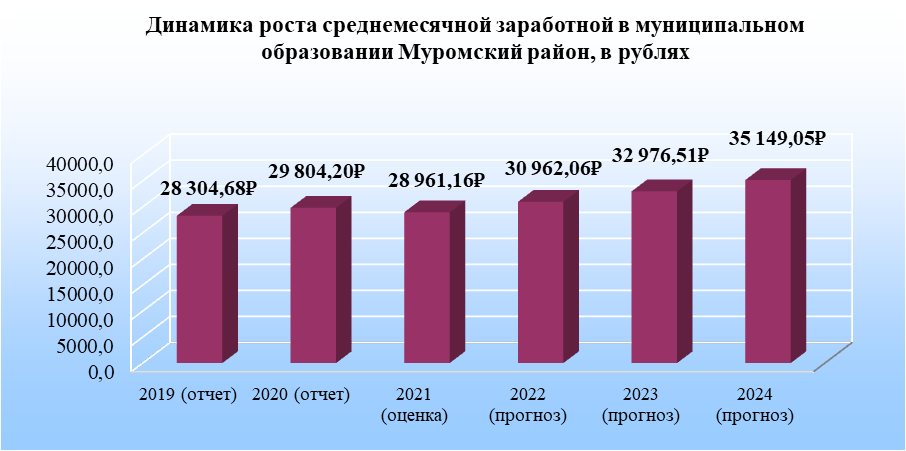 Динамика роста среднемесячной заработной в муниципальном
образовании Муромский район, в рублях
40000,0
35000,0
30000,0
25000,0
20000,0
15000,0
10000,0
5000,0
0,0
28 304,68₽
29 804,20₽
28 961,16₽
30 962,06₽
32 976,51₽
35 149,05₽
2019 (отчет)
2020 (отчет)
2021
(оценка)
2022
(прогноз)
2023
(прогноз)
2024
(прогноз)